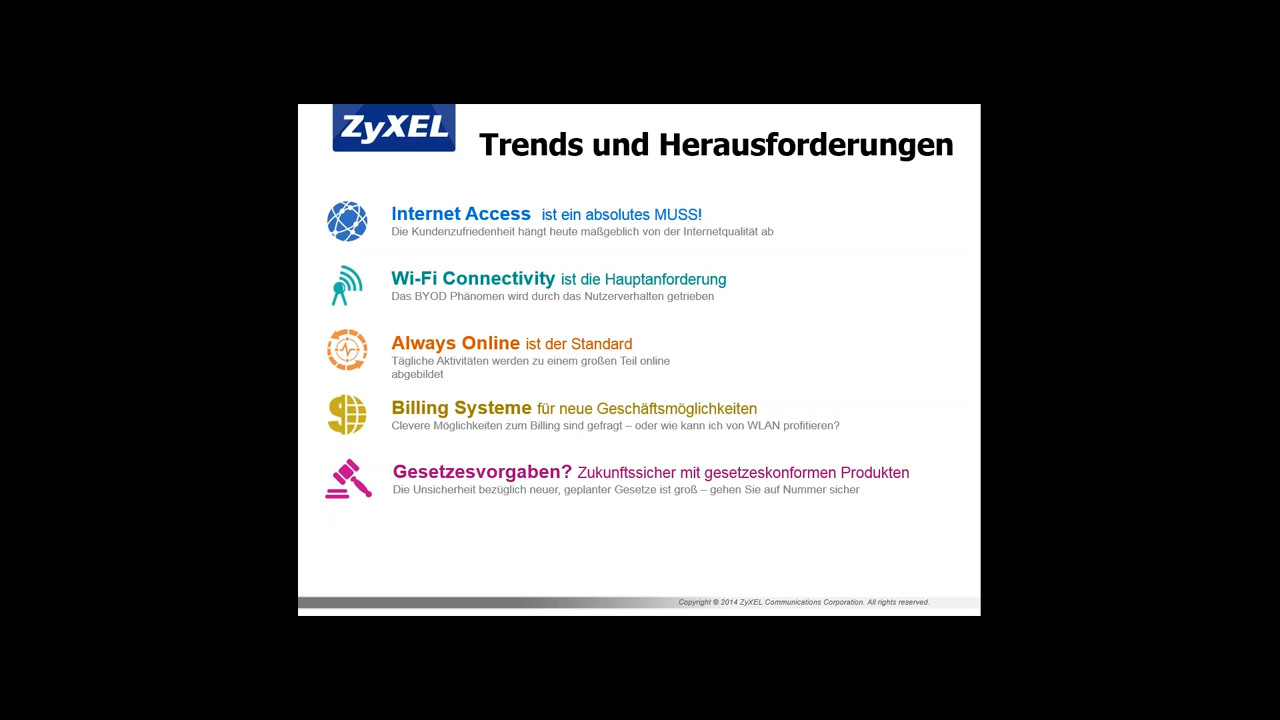 ZyXEL
Trends und Herausforderungen
Internet Access ist ein absolutes MUSS!
Die Kundenzufriedenheit hängt heute maßgeblich von der Internetqualität ab
Wi-Fi Connectivity ist die Hauptanforderung
Das BYOD Phänomen wird durch das Nutzerverhalten getrieben
Always Online ist der Standard
Tägliche Aktivitäten werden zu einem großen Teil online
abgebildet
Billing Systeme für neue Geschäftsmöglichkeiten
Clevere Möglichkeiten zum Billing sind gefragt – oder wie kann ich von WLAN profitieren?
Gesetzesvorgaben? Zukunftssicher mit gesetzeskonformen Produkten
Die Unsicherheit bezüglich neuer, geplanter Gesetze ist groß – gehen Sie auf Nummer sicher
Copyright © 2014 ZyXEL Communications Corporation. All rights reserved.